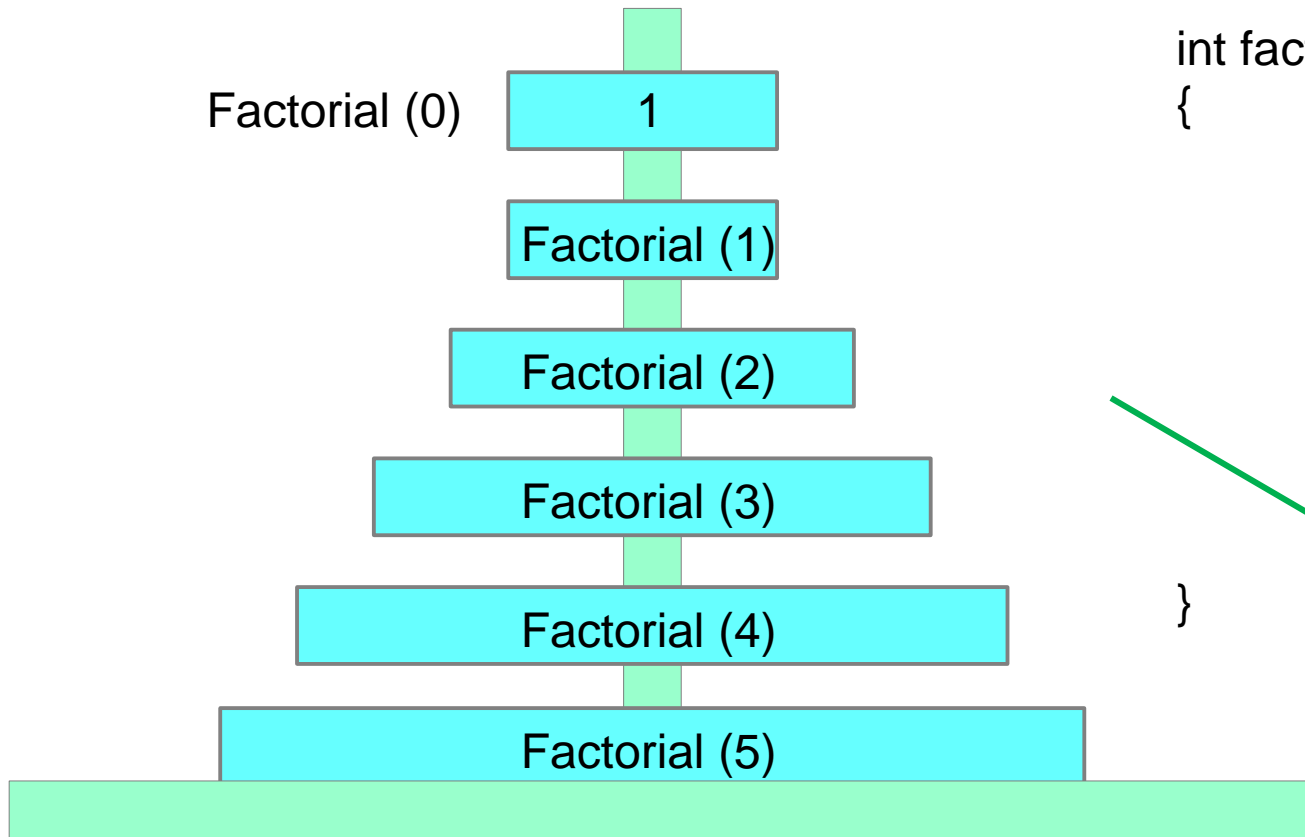 int fac
{
Factorial (0)
1
Factorial (1)
Factorial (2)
Factorial (3)
Factorial (4)
}
Factorial (5)